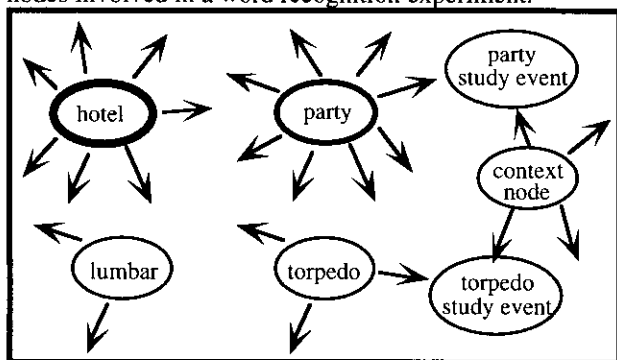 nodes involved in a word recognition experiment.
hotel
party
party
study event
context
node
lumbar
torpedo
torpedo
study event